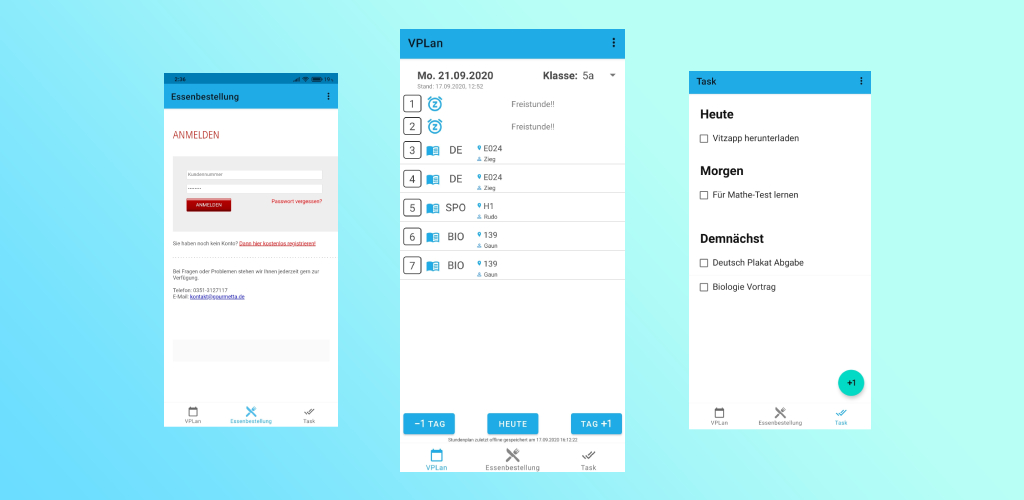 2:36
19%
Essenbestellung
ANMELDEN
Kundennummer
ANMELDEN
Passwort vergessen?
Sie haben noch kein Konto? Dann hier kostenlos registrieren!
Bei Fragen oder Problemen stehen wir Ihnen jederzeit gern zur
Verfügung.
Telefon: 0351-3127117
E-Mail: kontakt@gourmetta.de
VPLan
Essenbestellung
Task
VPLan
Mo. 21.09.2020
Klasse: 5a
Stand: 17.09.2020, 12:52
1 Freistunde!!
2 Freistunde!!
3 DE E024
Zieg
4 DE E024
Zieg
5 SPO H1
Rudo
6 BIO 139
Gaun
7 BIO 139
Gaun
−1 TAG
HEUTE
TAG +1
Stundenplan zuletzt offline gespeichert am 17.09.2020 16:12:22
VPLan
Essenbestellung
Task
Task
Heute
Vitzapp herunterladen
Morgen
Für Mathe-Test lernen
Demnächst
Deutsch Plakat Abgabe
Biologie Vortrag
+1
VPLan
Essenbestellung
Task